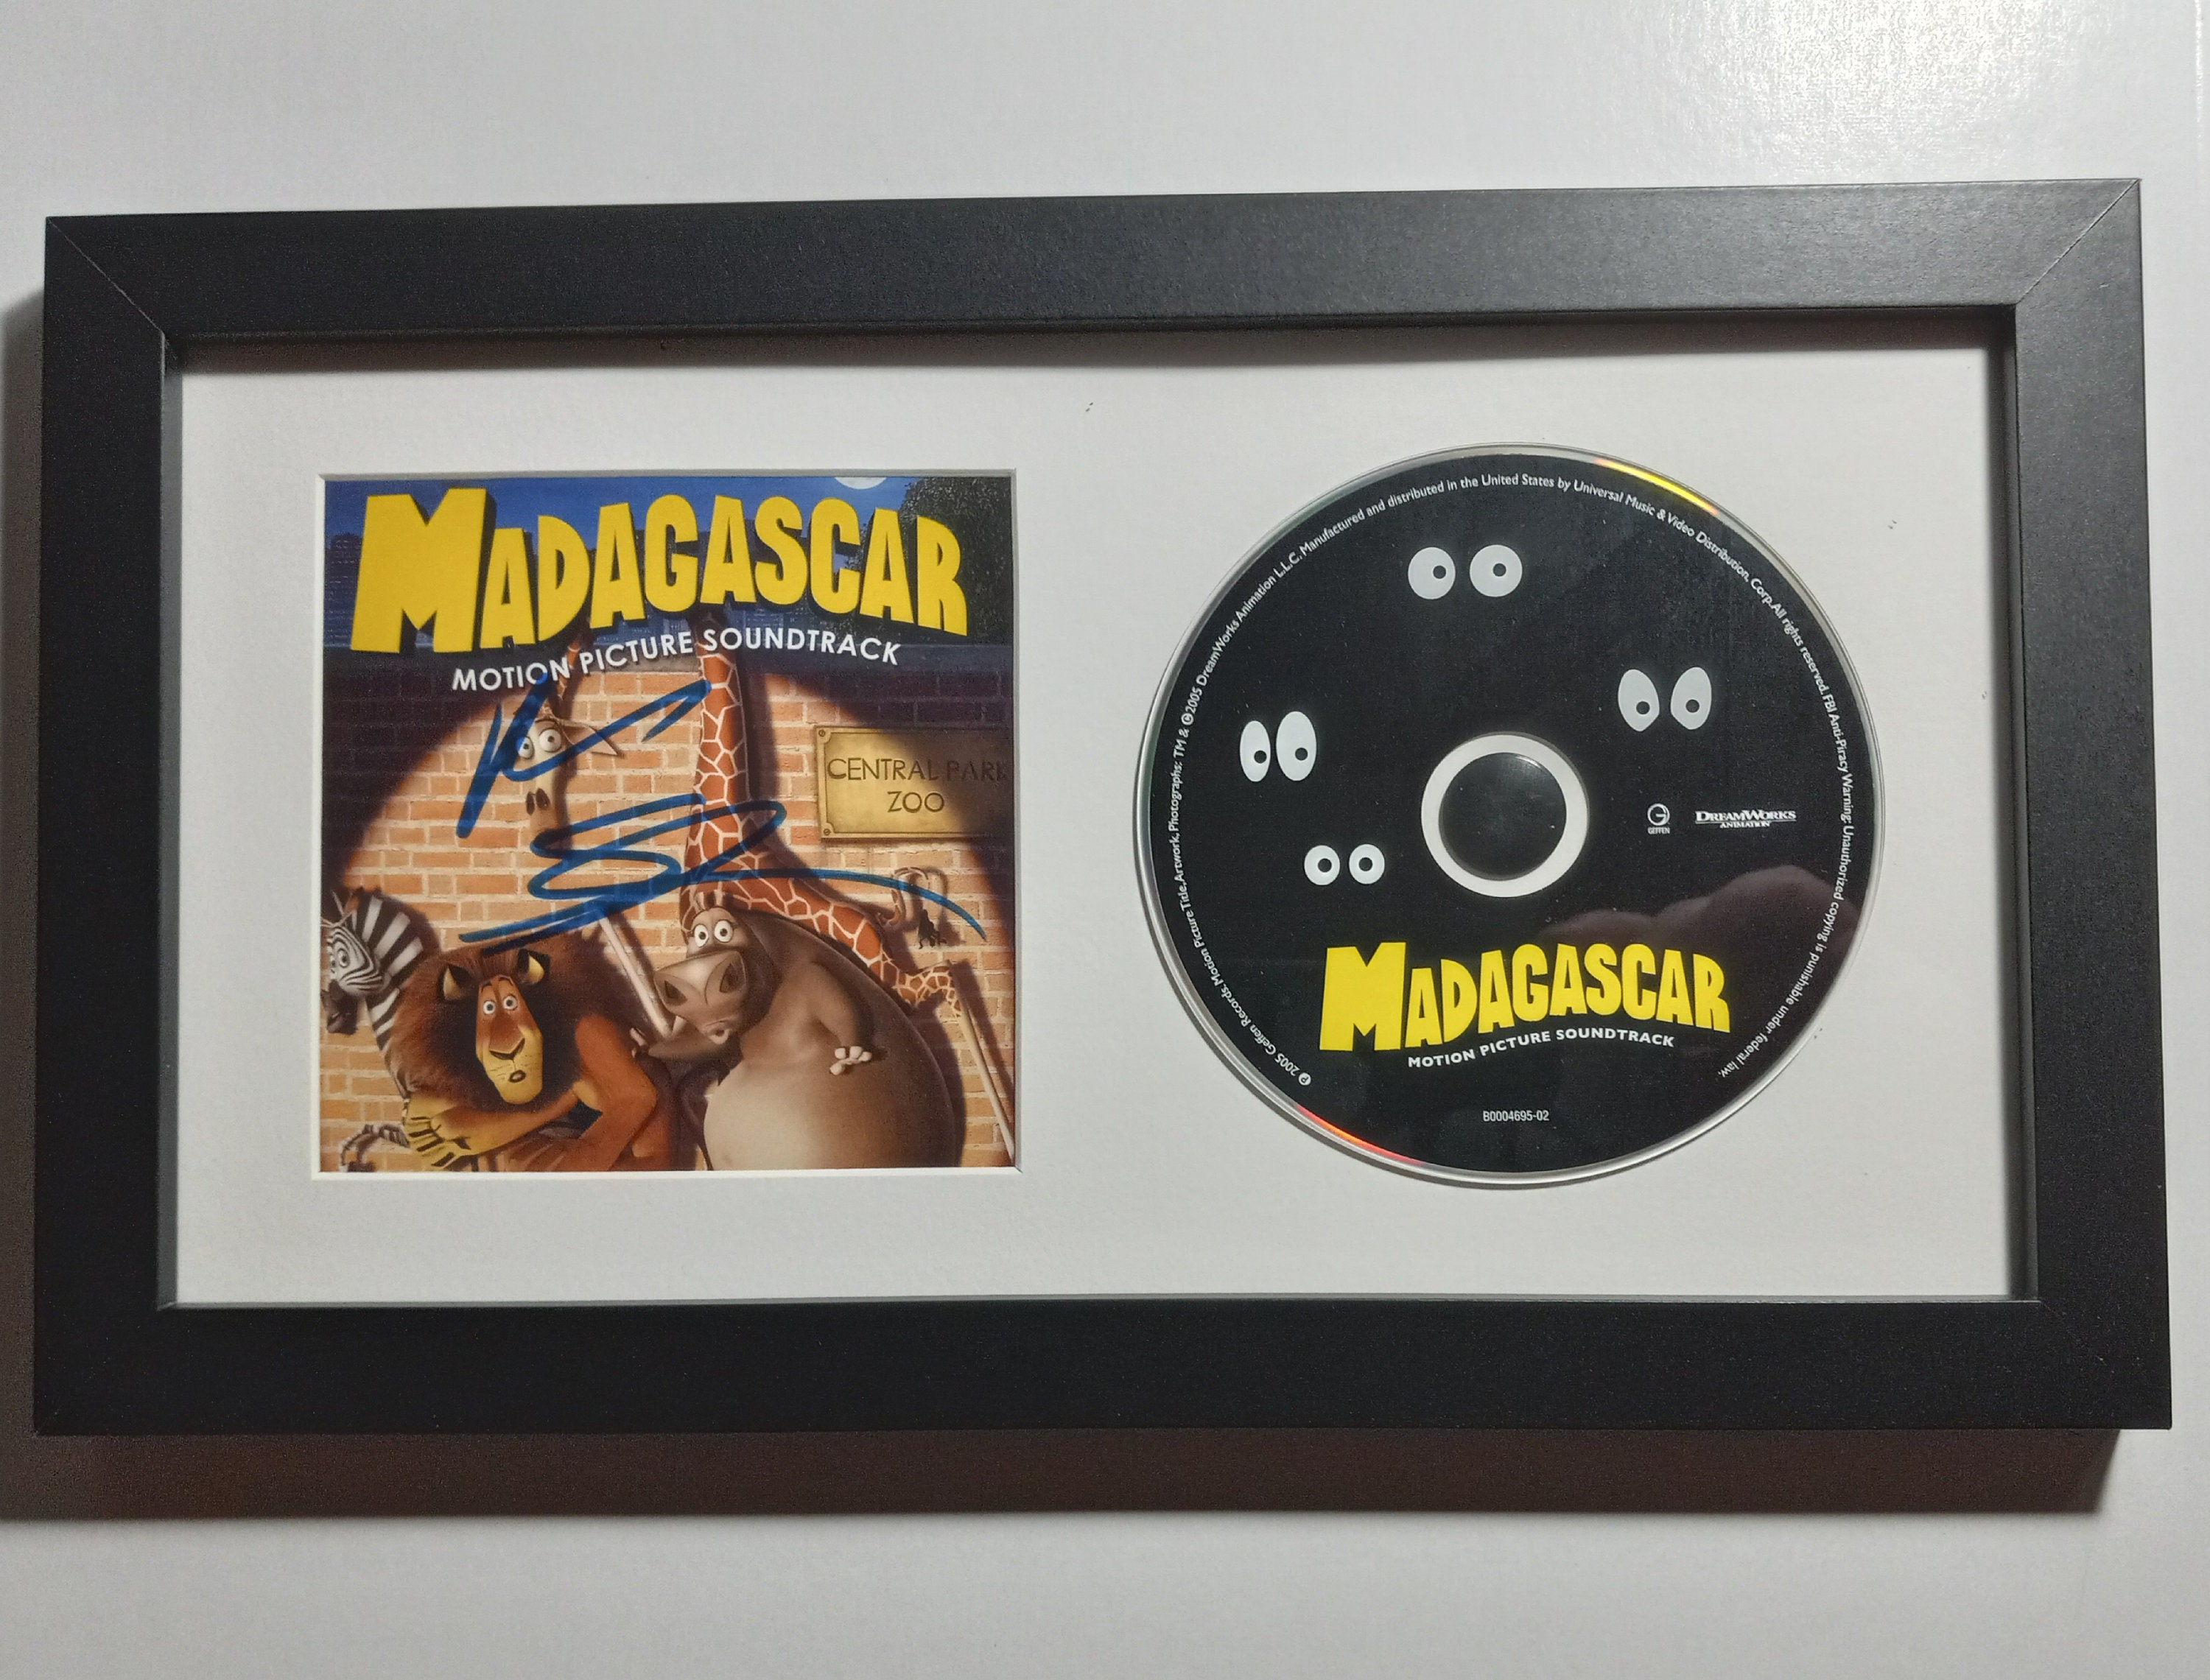 MADAGASCAR
MOTION PICTURE SOUNDTRACK
CENTRAL PARK
ZOO
℗ 2005 Geffen Records. Motion Picture Title, Artwork, Photographs: TM & © 2005 DreamWorks Animation L.L.C. Manufactured and distributed in the United States by Universal Music & Video Distribution, Corp. All rights reserved. FBI Anti-Piracy Warning: Unauthorized copying is punishable under federal law.
GEFFEN
DREAMWORKS
ANIMATION
MADAGASCAR
MOTION PICTURE SOUNDTRACK
B0004695-02